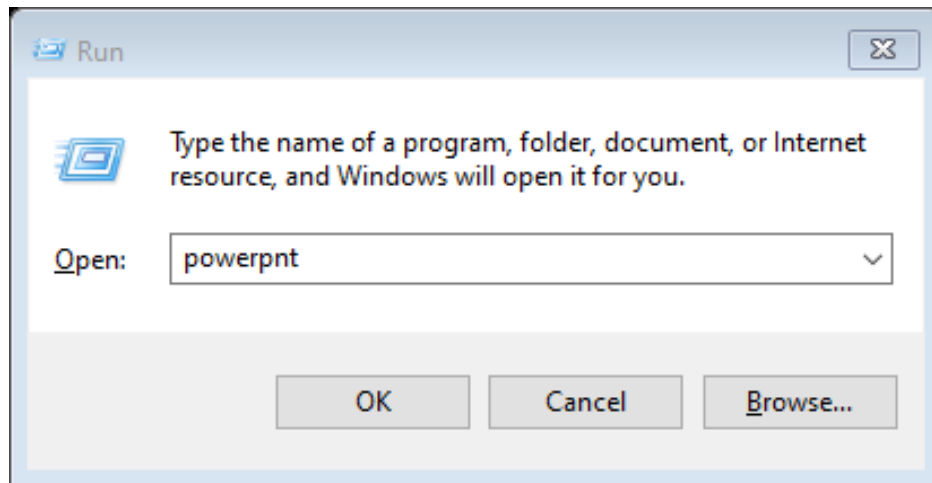 Run
Type the name of a program, folder, document, or Internet
resource, and Windows will open it for you.
Open: powerpnt
OK Cancel Browse...